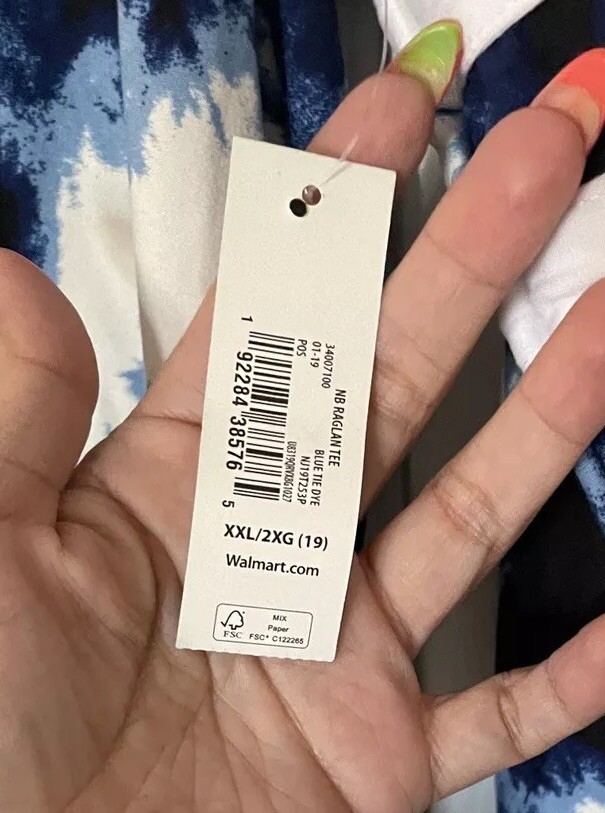 NB RAGLAN TEE
34007100
01-19
BLUE TIE DYE
NJ19T253P
POS
1 92284 38576 5
XXL/2XG (19)
Walmart.com
MIX
Paper
FSC
FSC® C122265